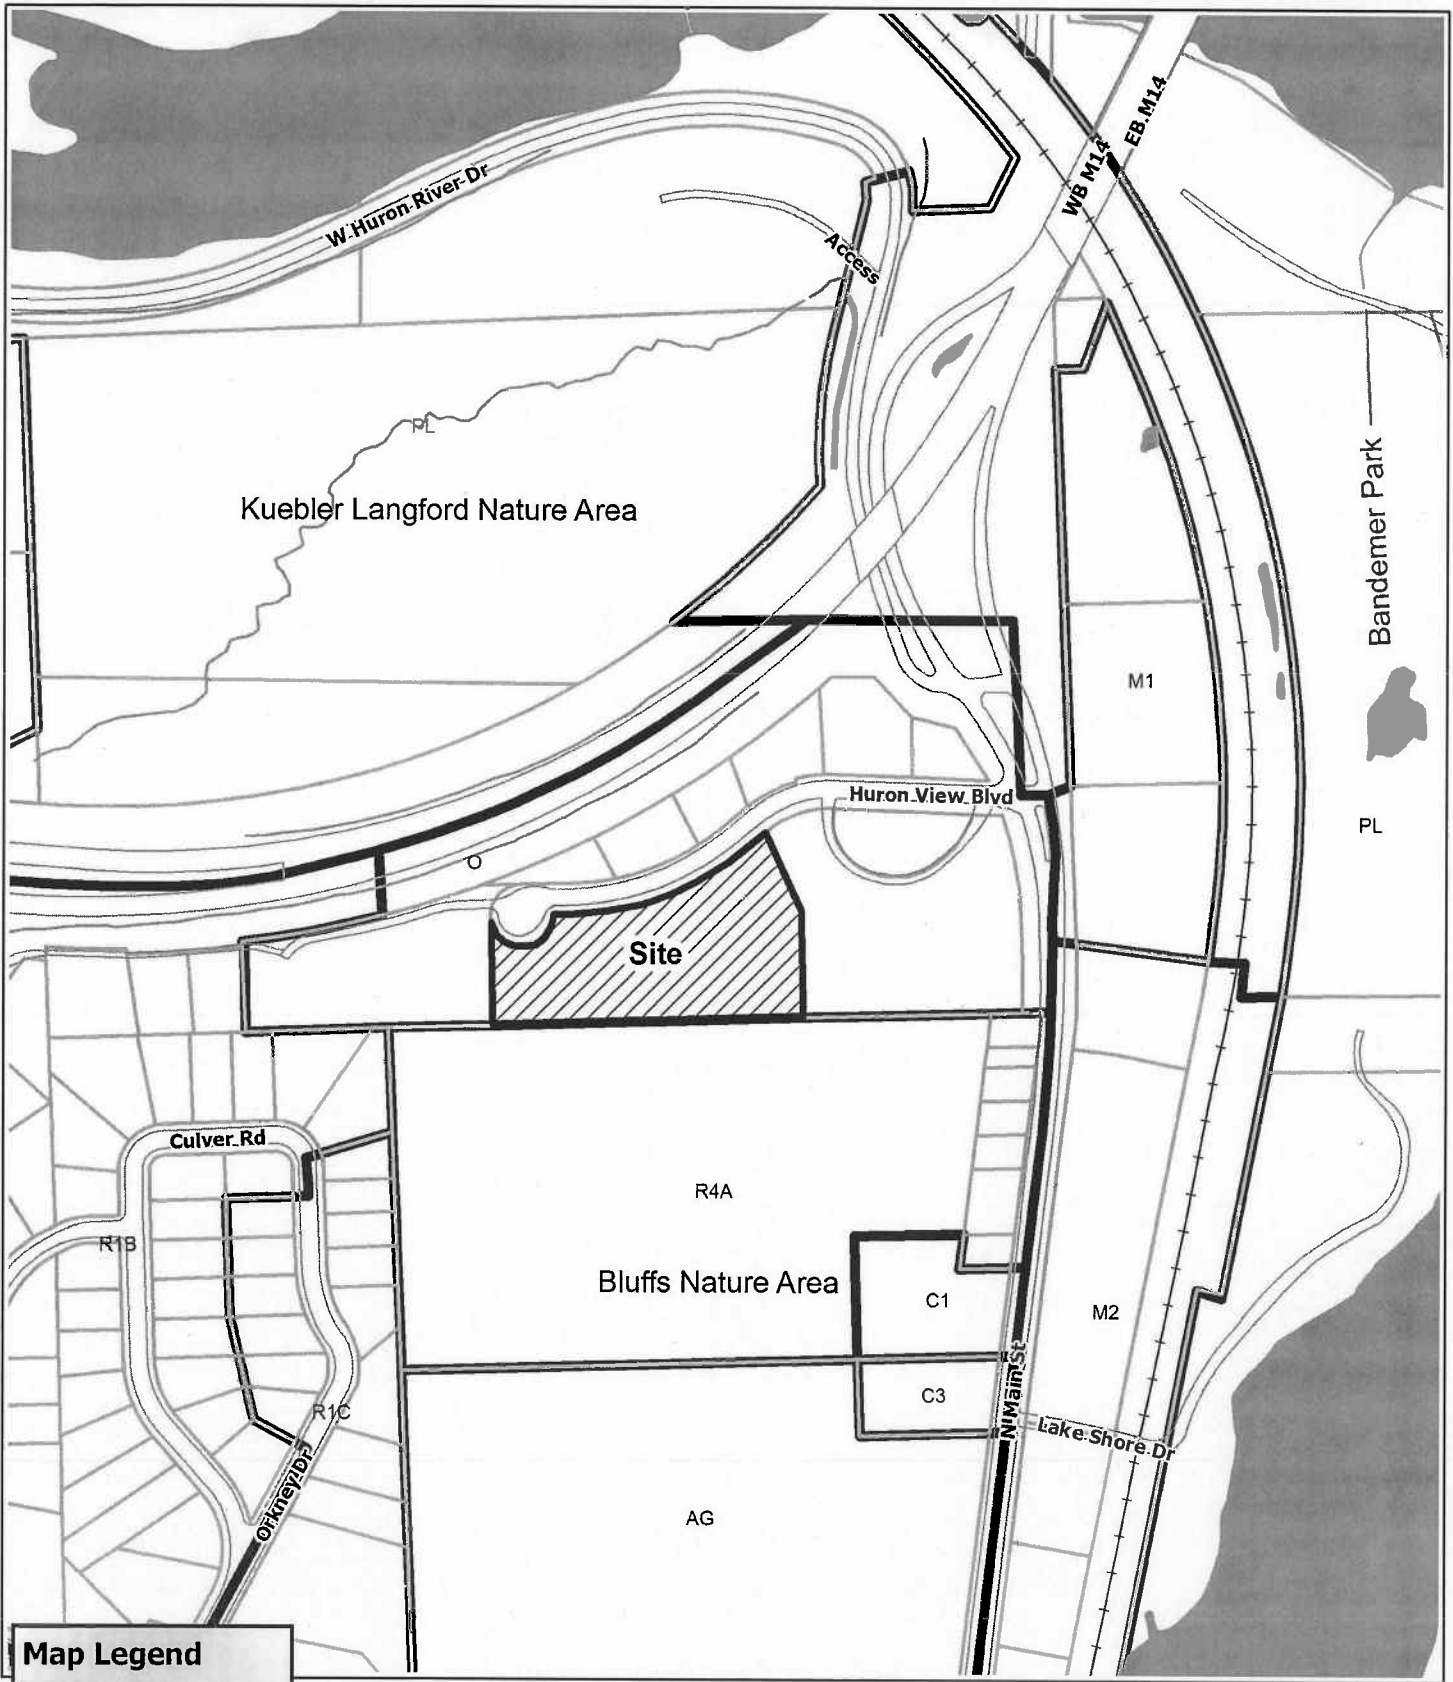 EB M14
WB M14
W Huron River Dr
Access
PL
Kuebler Langford Nature Area
Bandemer Park
M1
Huron View Blvd
PL
O
Site
Culver Rd
R4A
R1B
Bluffs Nature Area
C1
M2
N Main St
C3
R1C
Lake Shore Dr
Orkney Dr
AG
Map Legend